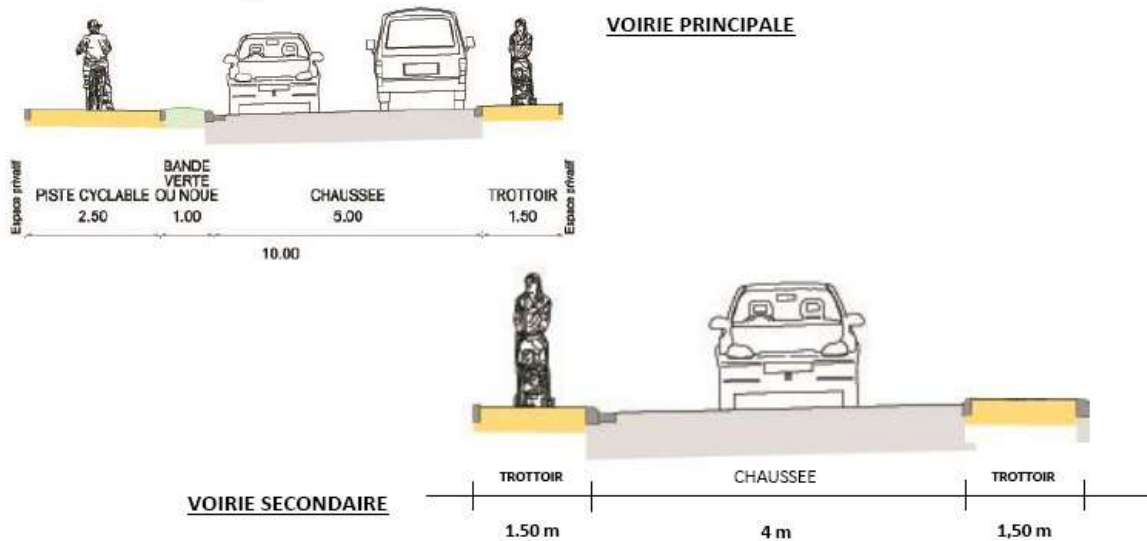 VOIRIE PRINCIPALE
Espace privatif
PISTE CYCLABLE
2.50
BANDE
VERTE
OU NOUE
1.00
CHAUSSEE
5.00
TROTTOIR
1.50
Espace privatif
10.00
VOIRIE SECONDAIRE
TROTTOIR
1.50 m
CHAUSSEE
4 m
TROTTOIR
1,50 m